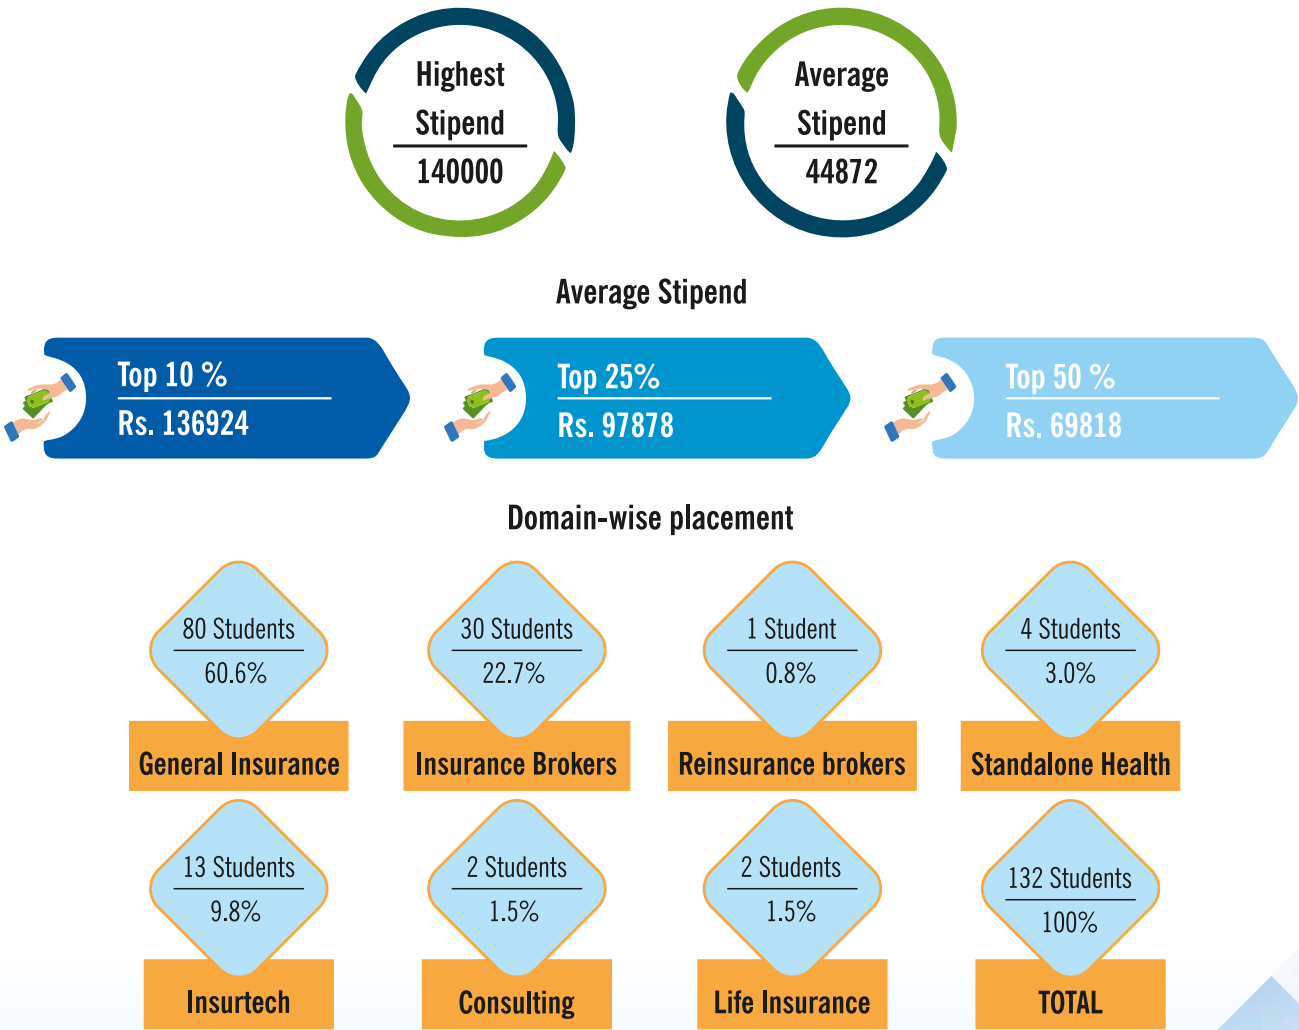 Highest
Stipend
140000
Average
Stipend
44872
Average Stipend
Top 10 %
Rs. 136924
Top 25%
Rs. 97878
Top 50 %
Rs. 69818
Domain-wise placement
80 Students
60.6%
General Insurance
30 Students
22.7%
Insurance Brokers
1 Student
0.8%
Reinsurance brokers
4 Students
3.0%
Standalone Health
13 Students
9.8%
Insurtech
2 Students
1.5%
Consulting
2 Students
1.5%
Life Insurance
132 Students
100%
TOTAL